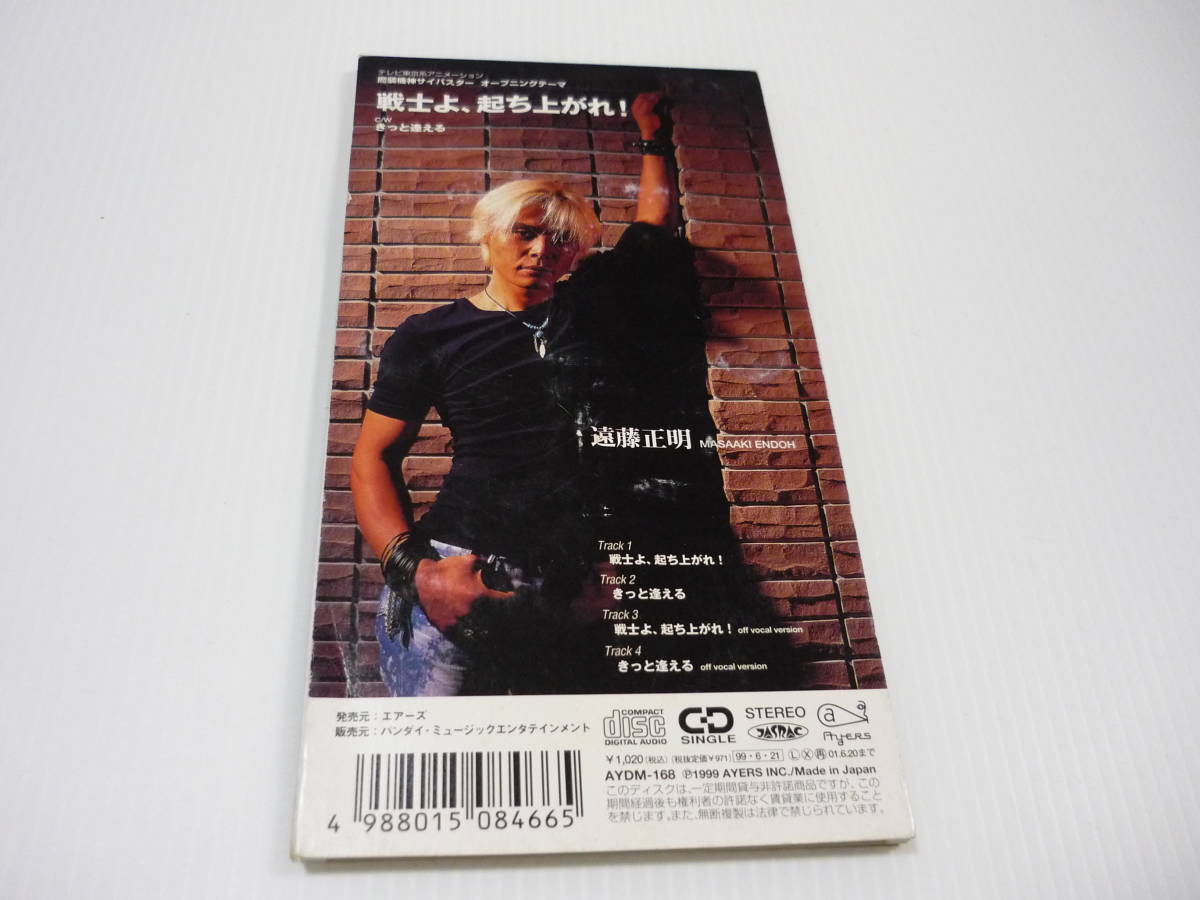 テレビ東京系アニメーション
魔装機神サイバスター オープニングテーマ
戦士よ、起ち上がれ！
C/W
きっと逢える
遠藤正明 MASAAKI ENDOH
Track 1
戦士よ、起ち上がれ！
Track 2
きっと逢える
Track 3
戦士よ、起ち上がれ！ off vocal version
Track 4
きっと逢える off vocal version
発売元：エアーズ
販売元：バンダイ・ミュージックエンタテインメント
COMPACT disc DIGITAL AUDIO
CD SINGLE
STEREO
JASRAC
a Ayers
￥1,020(税込)(税抜定価￥971) 99・6・21 Ⓛ Ⓧ 再 01.6.20まで
AYDM-168 Ⓟ1999 AYERS INC./Made in Japan
このディスクは、一定期間貸与非許諾商品ですが、この
期間経過後も権利者の許諾なく賃貸業に使用すること
を禁じます。また、無断複製は法律で禁じられています。
4 988015 084665